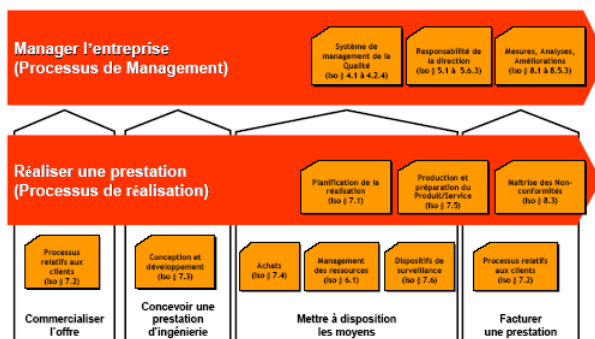 Manager l'entreprise
(Processus de Management)
Système de
management de la
Qualité
(Iso § 4.1 à 4.2.4)
Responsabilité de
la direction
(Iso § 5.1 à 5.6.3)
Mesures, Analyses,
Améliorations
(Iso § 8.1 à 8.5.3)
Réaliser une prestation
(Processus de réalisation)
Planification de la
réalisation
(Iso § 7.1)
Production et
préparation du
Produit/Service
(Iso § 7.5)
Maîtrise des Non-
conformités
(Iso § 8.3)
Processus
relatifs aux
clients
(Iso § 7.2)
Conception et
développement
(Iso § 7.3)
Achats
(Iso § 7.4)
Management
des ressources
(Iso § 6.1)
Dispositifs de
surveillance
(Iso § 7.6)
Processus relatifs
aux clients
(Iso § 7.2)
Commercialiser
l'offre
Concevoir une
prestation
d'ingénierie
Mettre à disposition
les moyens
Facturer
une prestation